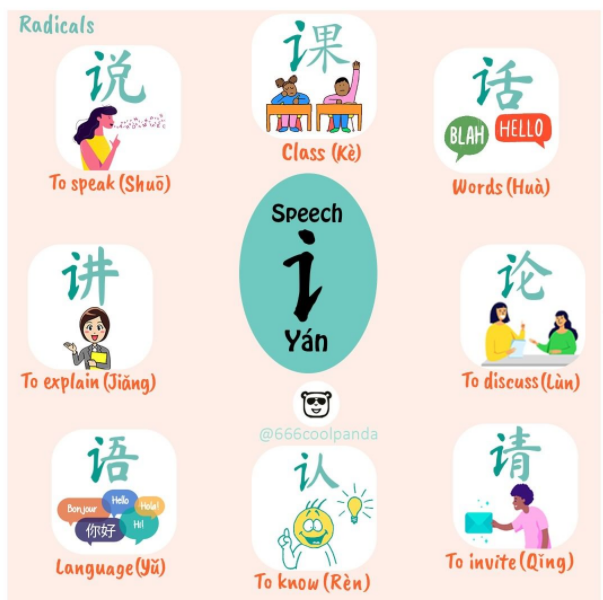 Radicals
说
To speak (Shuō)
课
Class (Kè)
话
BLAH
HELLO
Words (Huà)
Speech
讠
Yán
讲
To explain (Jiǎng)
论
To discuss (Lùn)
@666coolpanda
语
Bonjour
Hello
Hola!
你好
Hi!
Language (Yǔ)
认
To know (Rèn)
请
To invite (Qǐng)